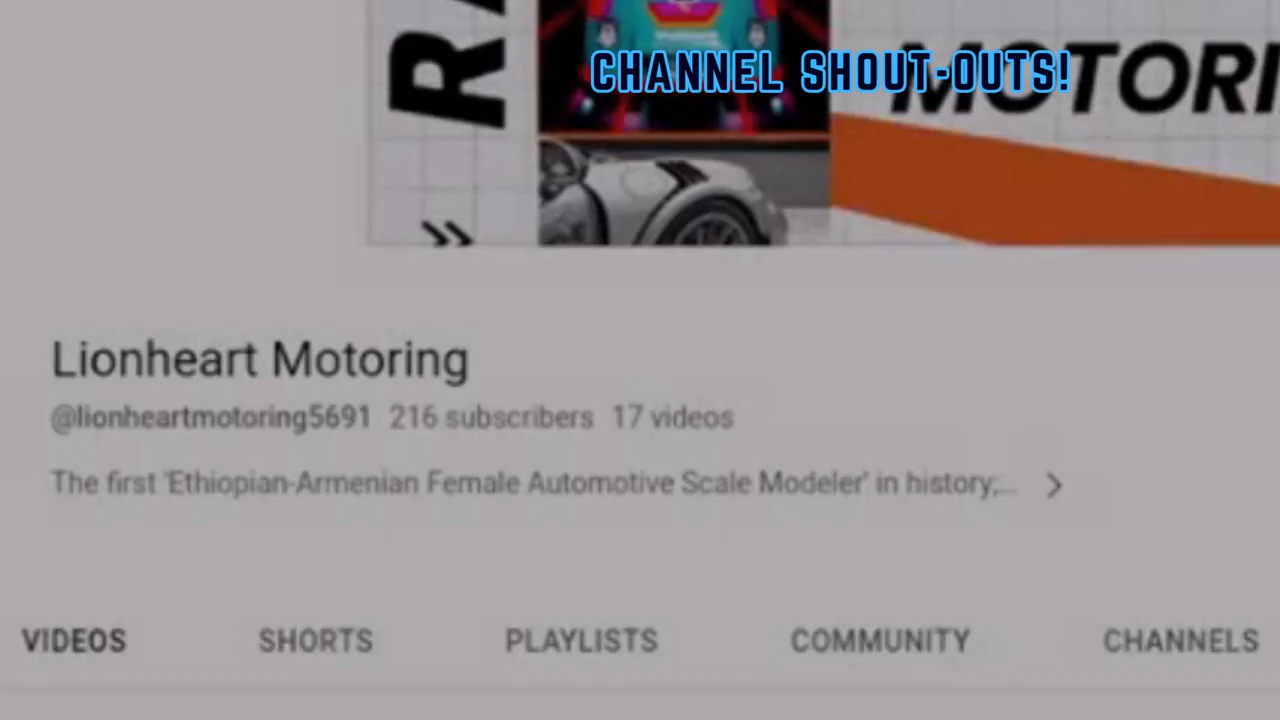 CHANNEL SHOUT-OUTS!
Lionheart Motoring
@lionheartmotoring5691 216 subscribers 17 videos
The first 'Ethiopian-Armenian Female Automotive Scale Modeler' in history;...
VIDEOS SHORTS PLAYLISTS COMMUNITY CHANNELS